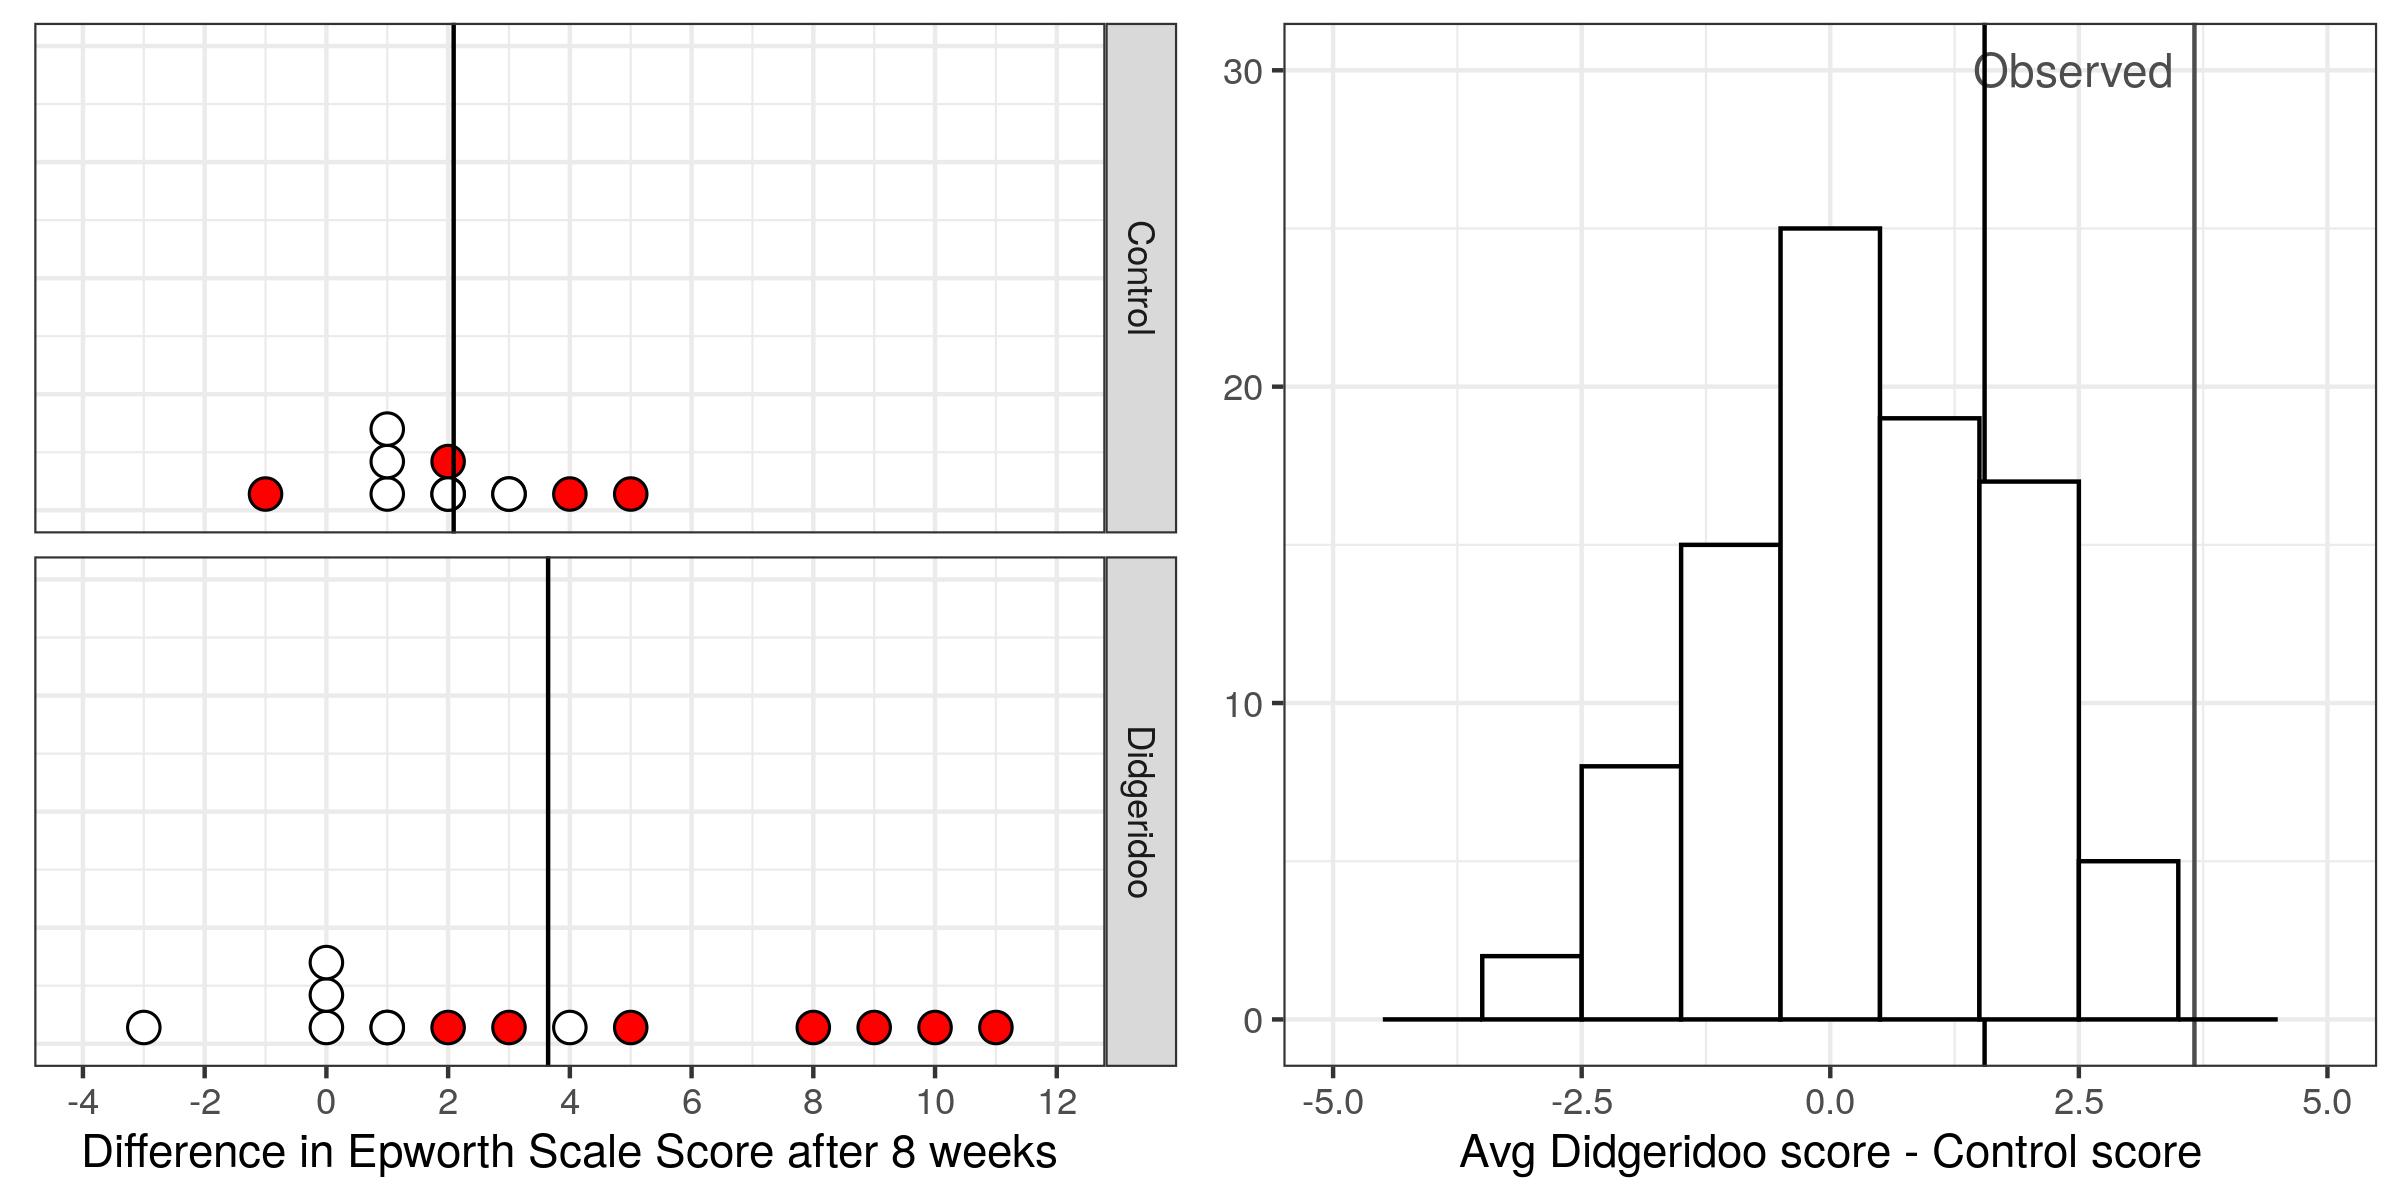 Control
Didgeridoo
-4 -2 0 2 4 6 8 10 12
Difference in Epworth Scale Score after 8 weeks
30
20
10
0
Observed
-5.0 -2.5 0.0 2.5 5.0
Avg Didgeridoo score - Control score